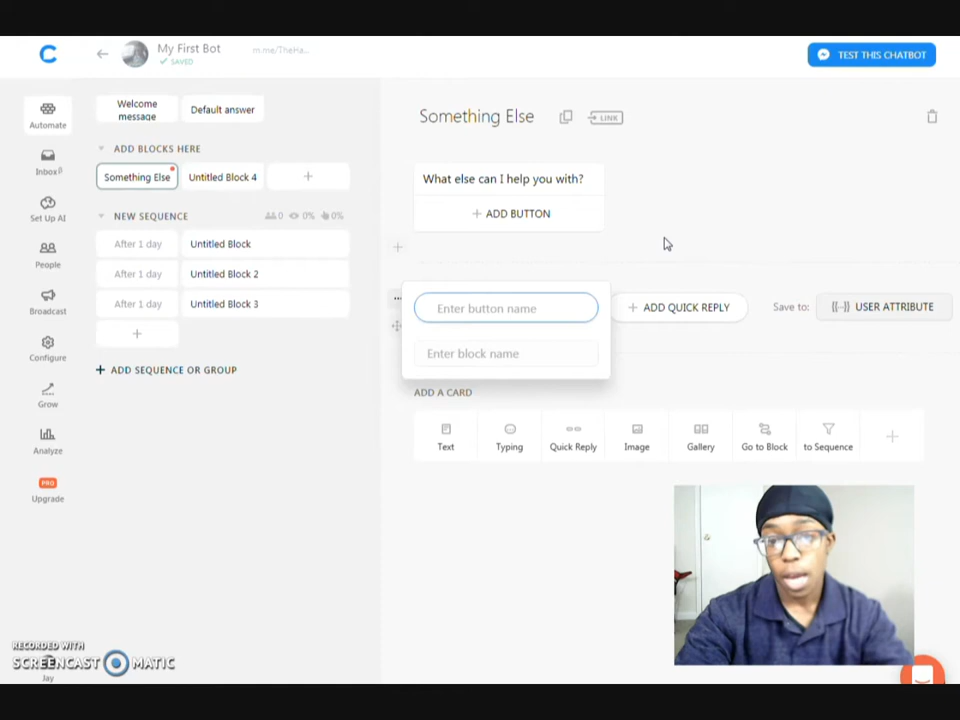 My First Bot
m.me/TheHa...
SAVED
TEST THIS CHATBOT
Automate
Inboxβ
Set Up AI
People
Broadcast
Configure
Grow
Analyze
PRO
Upgrade
Jay
Welcome
message
Default answer
ADD BLOCKS HERE
Something Else
Untitled Block 4
NEW SEQUENCE
0 0% 0%
After 1 day Untitled Block
After 1 day Untitled Block 2
After 1 day Untitled Block 3
+ ADD SEQUENCE OR GROUP
Something Else
LINK
What else can I help you with?
+ ADD BUTTON
Enter button name
Enter block name
+ ADD QUICK REPLY
Save to:
{{...}} USER ATTRIBUTE
ADD A CARD
Text
Typing
Quick Reply
Image
Gallery
Go to Block
to Sequence
RECORDED WITH
SCREENCAST MATIC